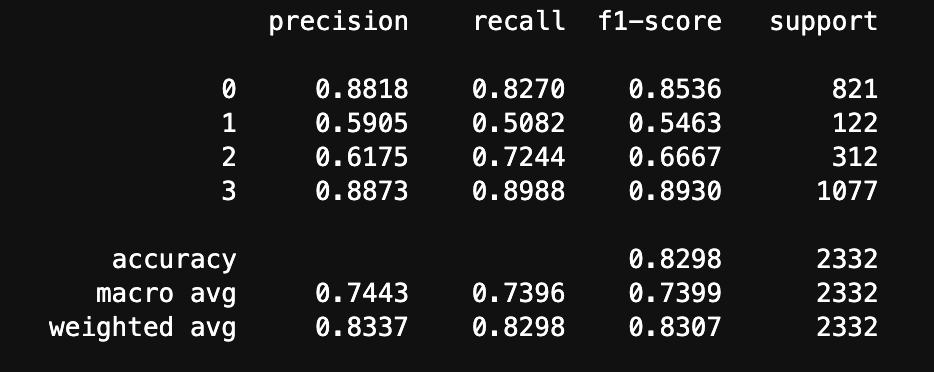 precision recall f1-score support
0 0.8818 0.8270 0.8536 821
1 0.5905 0.5082 0.5463 122
2 0.6175 0.7244 0.6667 312
3 0.8873 0.8988 0.8930 1077
accuracy 0.8298 2332
macro avg 0.7443 0.7396 0.7399 2332
weighted avg 0.8337 0.8298 0.8307 2332